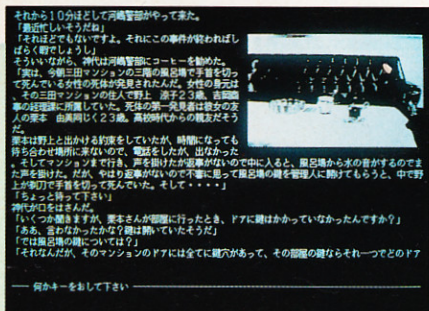 それから１０分ほどして河嶋警部がやって来た。
「最近忙しいそうだね」
「それほどでもないですよ。それにこの事件が終わればしばらく暇でしょうし」
そういいながら、神代は河嶋警部にコーヒーを勧めた。
「実は、今朝三田マンションの三階の風呂場で手首を切って死んでいる女性の死体が発見されたんだ。女性の身元は、その三田マンションの住人で野上　涼子２３歳。吉岡商事の経理課に所属していた。死体の第一発見者は彼女の友人の栗本　由美同じく２３歳。高校時代からの親友だそうだ。
栗本は野上と出かける約束をしていたが、時間になっても待ち合わせ場所に来ないので、電話をしたが、出なかった。そしてマンションまで行き、声を掛けたが返事がないので中に入ると、風呂場から水の音がするのでまた声を掛けた。だが、やはり返事がないので不審に思って風呂場の鍵を管理人に開けてもらうと、中で野上が剃刀で手首を切って死んでいた。そして・・・・」
「ちょっと待って下さい」
神代が口をはさんだ。
「いくつか聞きますが、栗本さんが部屋に行ったとき、ドアに鍵はかかっていなかったんですか？」
「ああ、言わなかったかな？鍵は開いていたそうだ」
「では風呂場の鍵については？」
「それなんだが、そのマンションのドアには全てに鍵穴があって、その部屋の鍵ならそれ一つでどのドア
何かキーをおして下さい